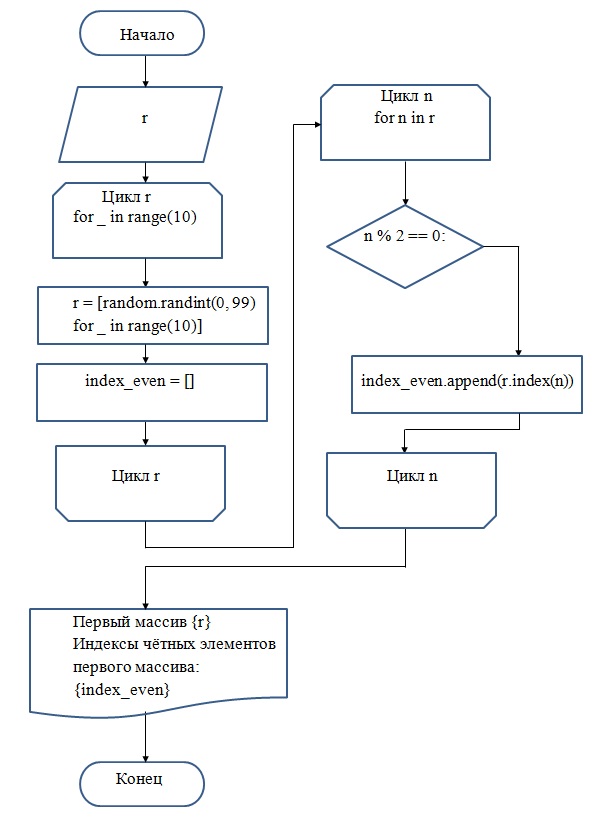 Начало
r
Цикл r
for _ in range(10)
r = [random.randint(0, 99)
for _ in range(10)]
index_even = []
Цикл r
Цикл n
for n in r
n % 2 == 0:
index_even.append(r.index(n))
Цикл n
Первый массив {r}
Индексы чётных элементов
первого массива:
{index_even}
Конец